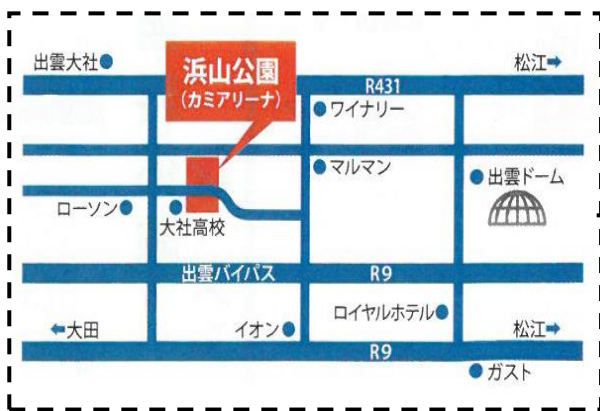 出雲大社
浜山公園
(カミアリーナ)
松江➡
R431
ワイナリー
マルマン
出雲ドーム
ローソン
大社高校
出雲バイパス
R9
⬅大田
イオン
ロイヤルホテル
松江➡
R9
ガスト